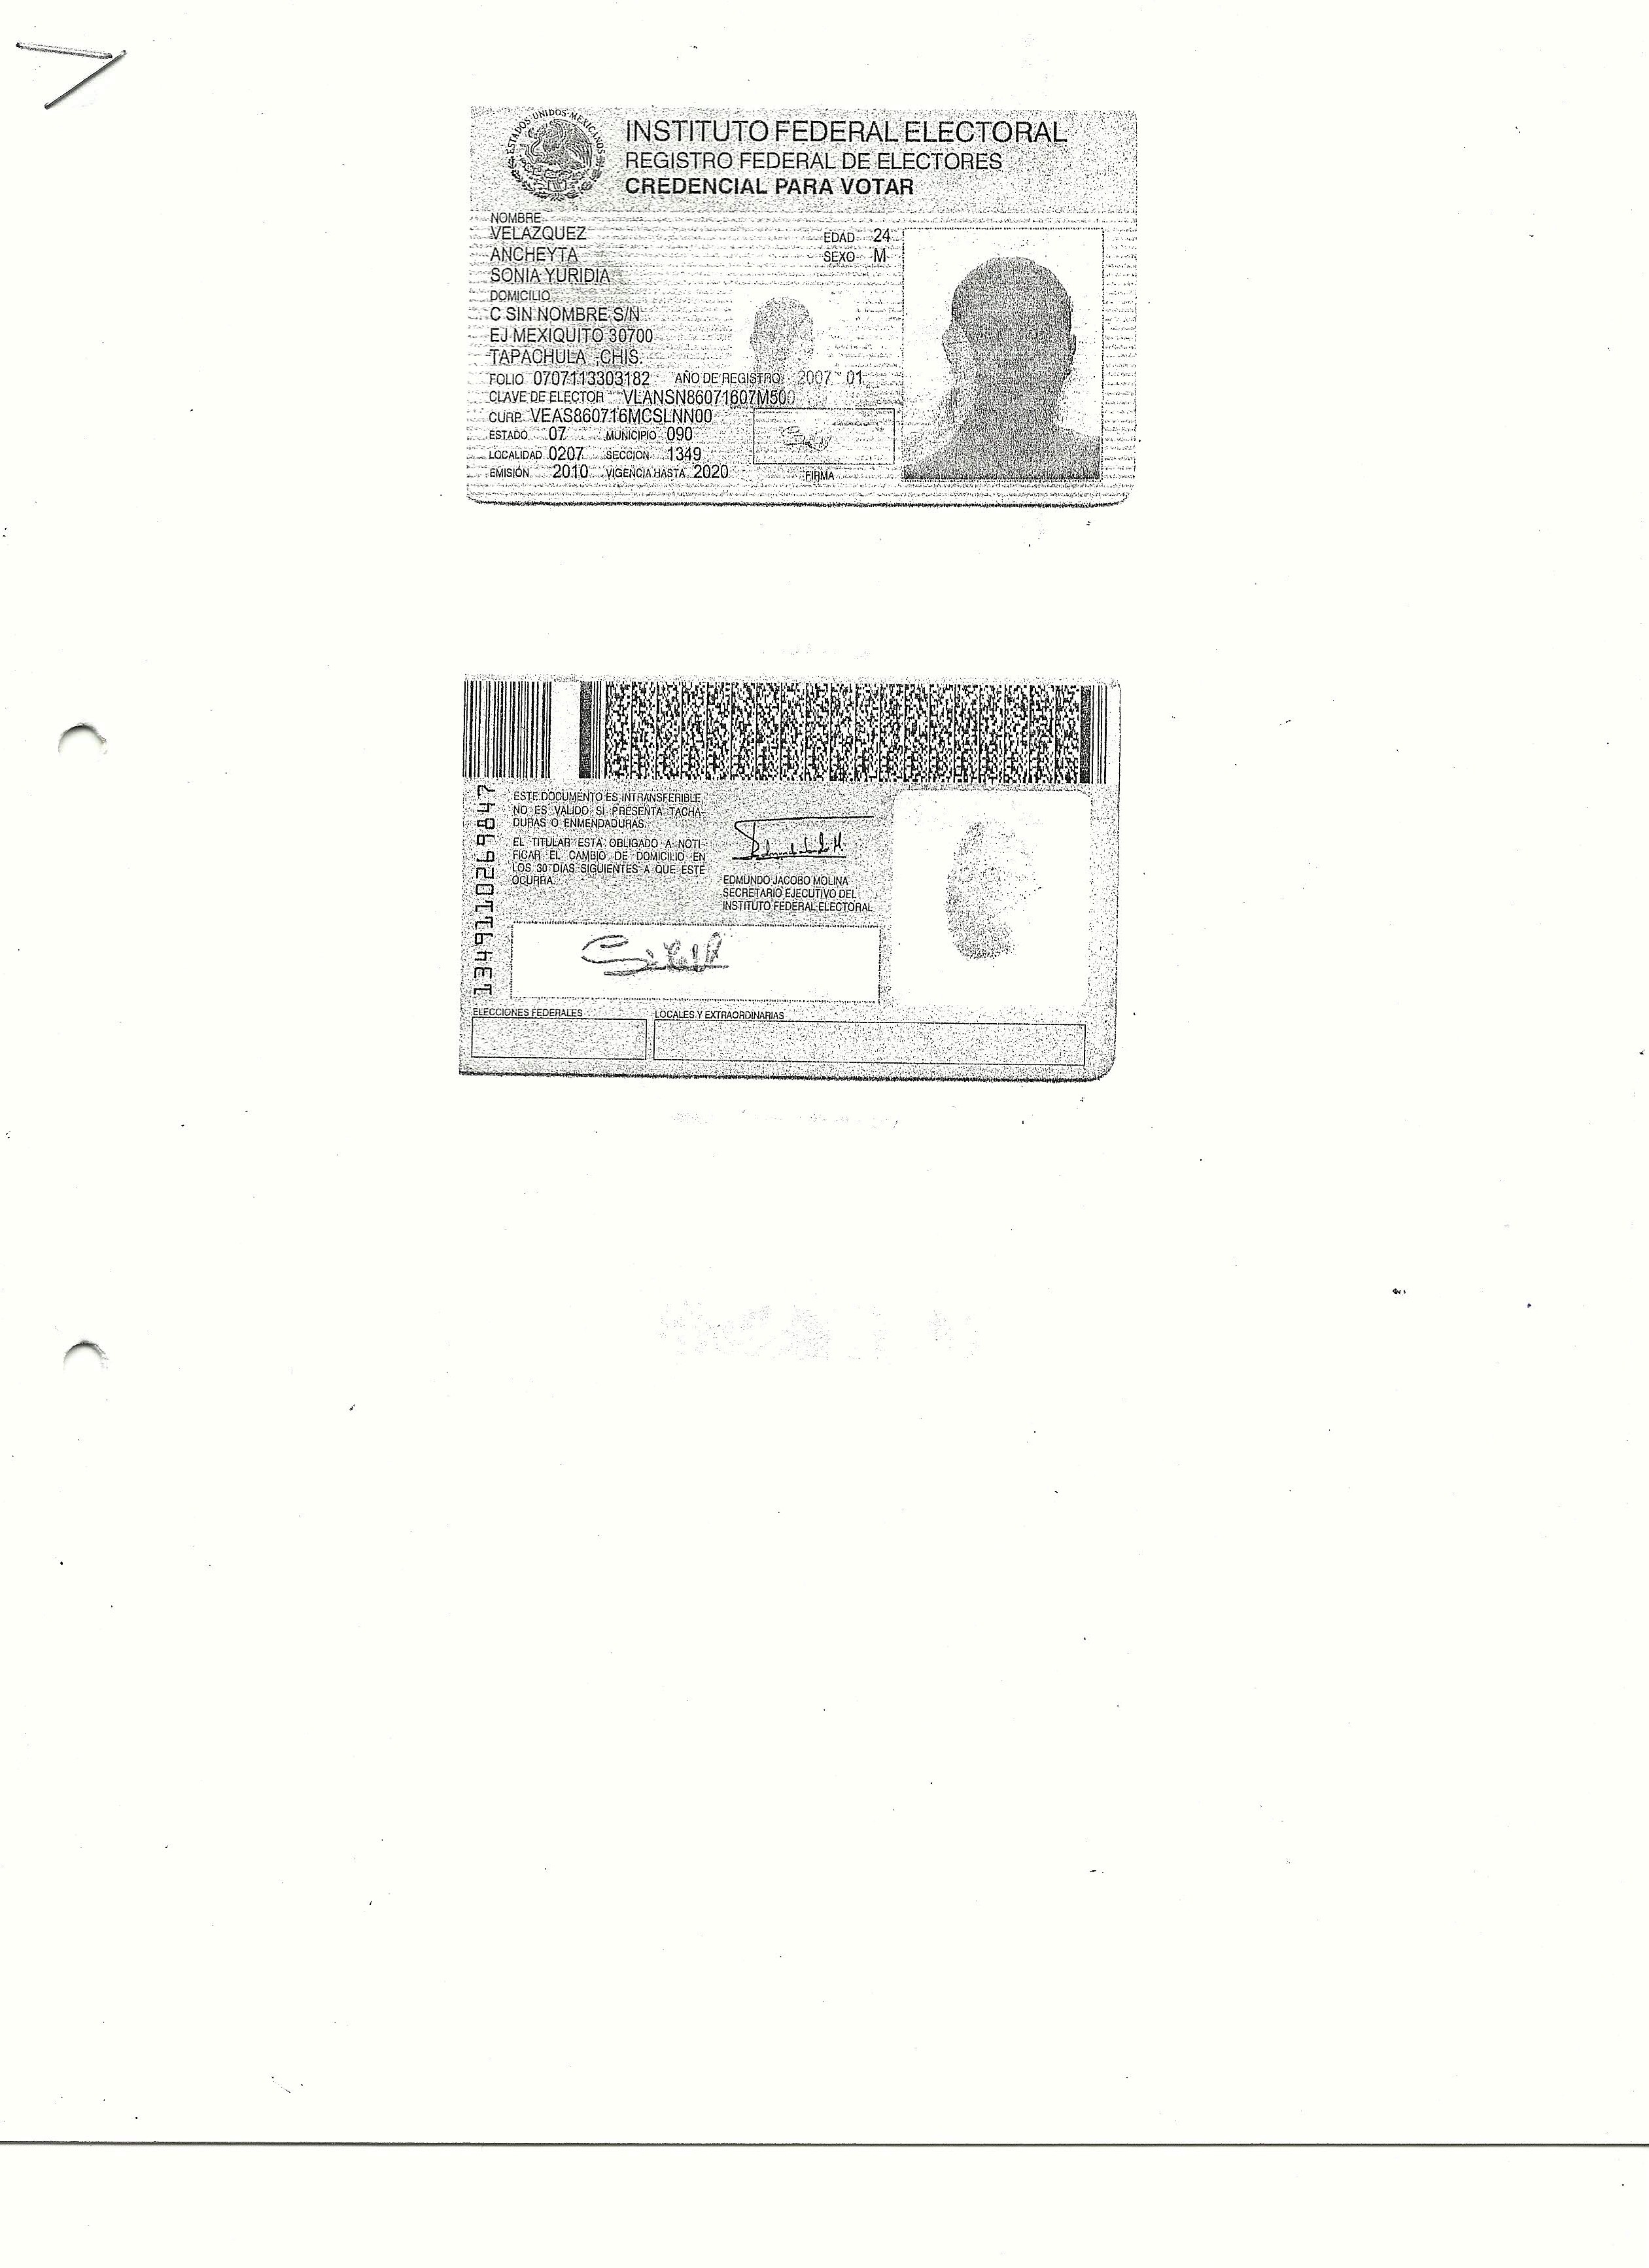 ESTADOS UNIDOS MEXICANOS
INSTITUTO FEDERAL ELECTORAL
REGISTRO FEDERAL DE ELECTORES
CREDENCIAL PARA VOTAR
NOMBRE
VELAZQUEZ
ANCHEYTA
SONIA YURIDIA
EDAD 24
SEXO M
DOMICILIO
C SIN NOMBRE S/N
EJ MEXIQUITO 30700
TAPACHULA ,CHIS.
FOLIO 0707113303182 AÑO DE REGISTRO 2007 01
CLAVE DE ELECTOR VLANSN86071607M500
CURP VEAS860716MCSLNN00
ESTADO 07 MUNICIPIO 090
LOCALIDAD 0207 SECCION 1349
EMISIÓN 2010 VIGENCIA HASTA 2020
FIRMA
1349110269847
ESTE DOCUMENTO ES INTRANSFERIBLE
NO ES VALIDO SI PRESENTA TACHA-
DURAS O ENMENDADURAS.
EL TITULAR ESTA OBLIGADO A NOTI-
FICAR EL CAMBIO DE DOMICILIO EN
LOS 30 DIAS SIGUIENTES A QUE ESTE
OCURRA.
EDMUNDO JACOBO MOLINA
SECRETARIO EJECUTIVO DEL
INSTITUTO FEDERAL ELECTORAL
ELECCIONES FEDERALES
LOCALES Y EXTRAORDINARIAS